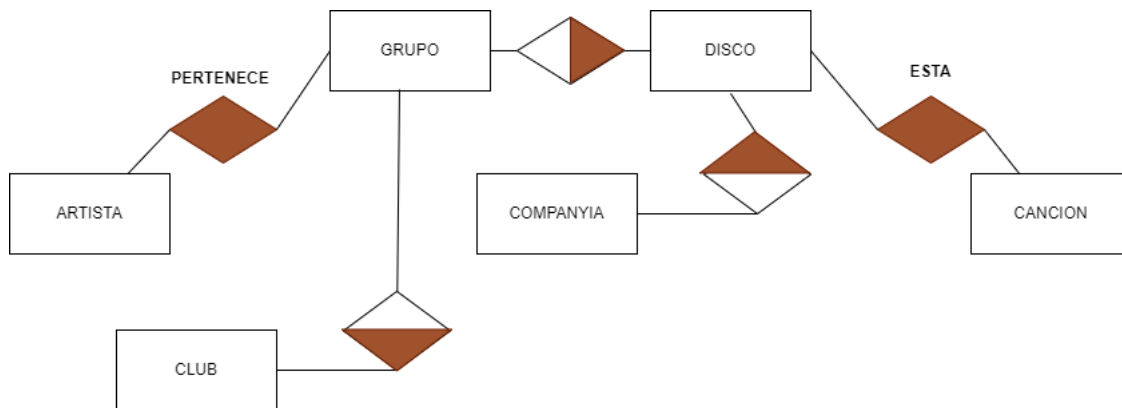 GRUPO
DISCO
PERTENECE
ESTA
ARTISTA
COMPANYIA
CANCION
CLUB